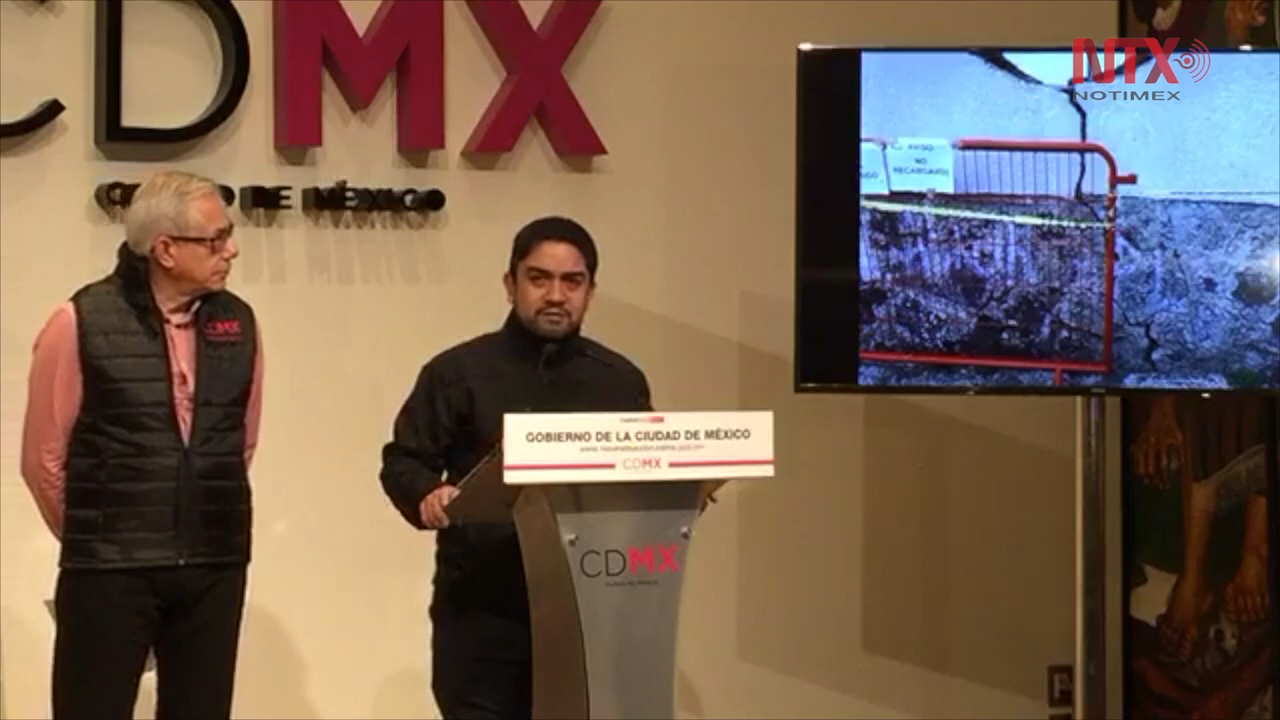 CDMX
CIUDAD DE MÉXICO
NTX
NOTIMEX
AVISO
NO
RECARGARSE
CDMX
GOBIERNO DE LA CIUDAD DE MÉXICO
CDMX
CDMX